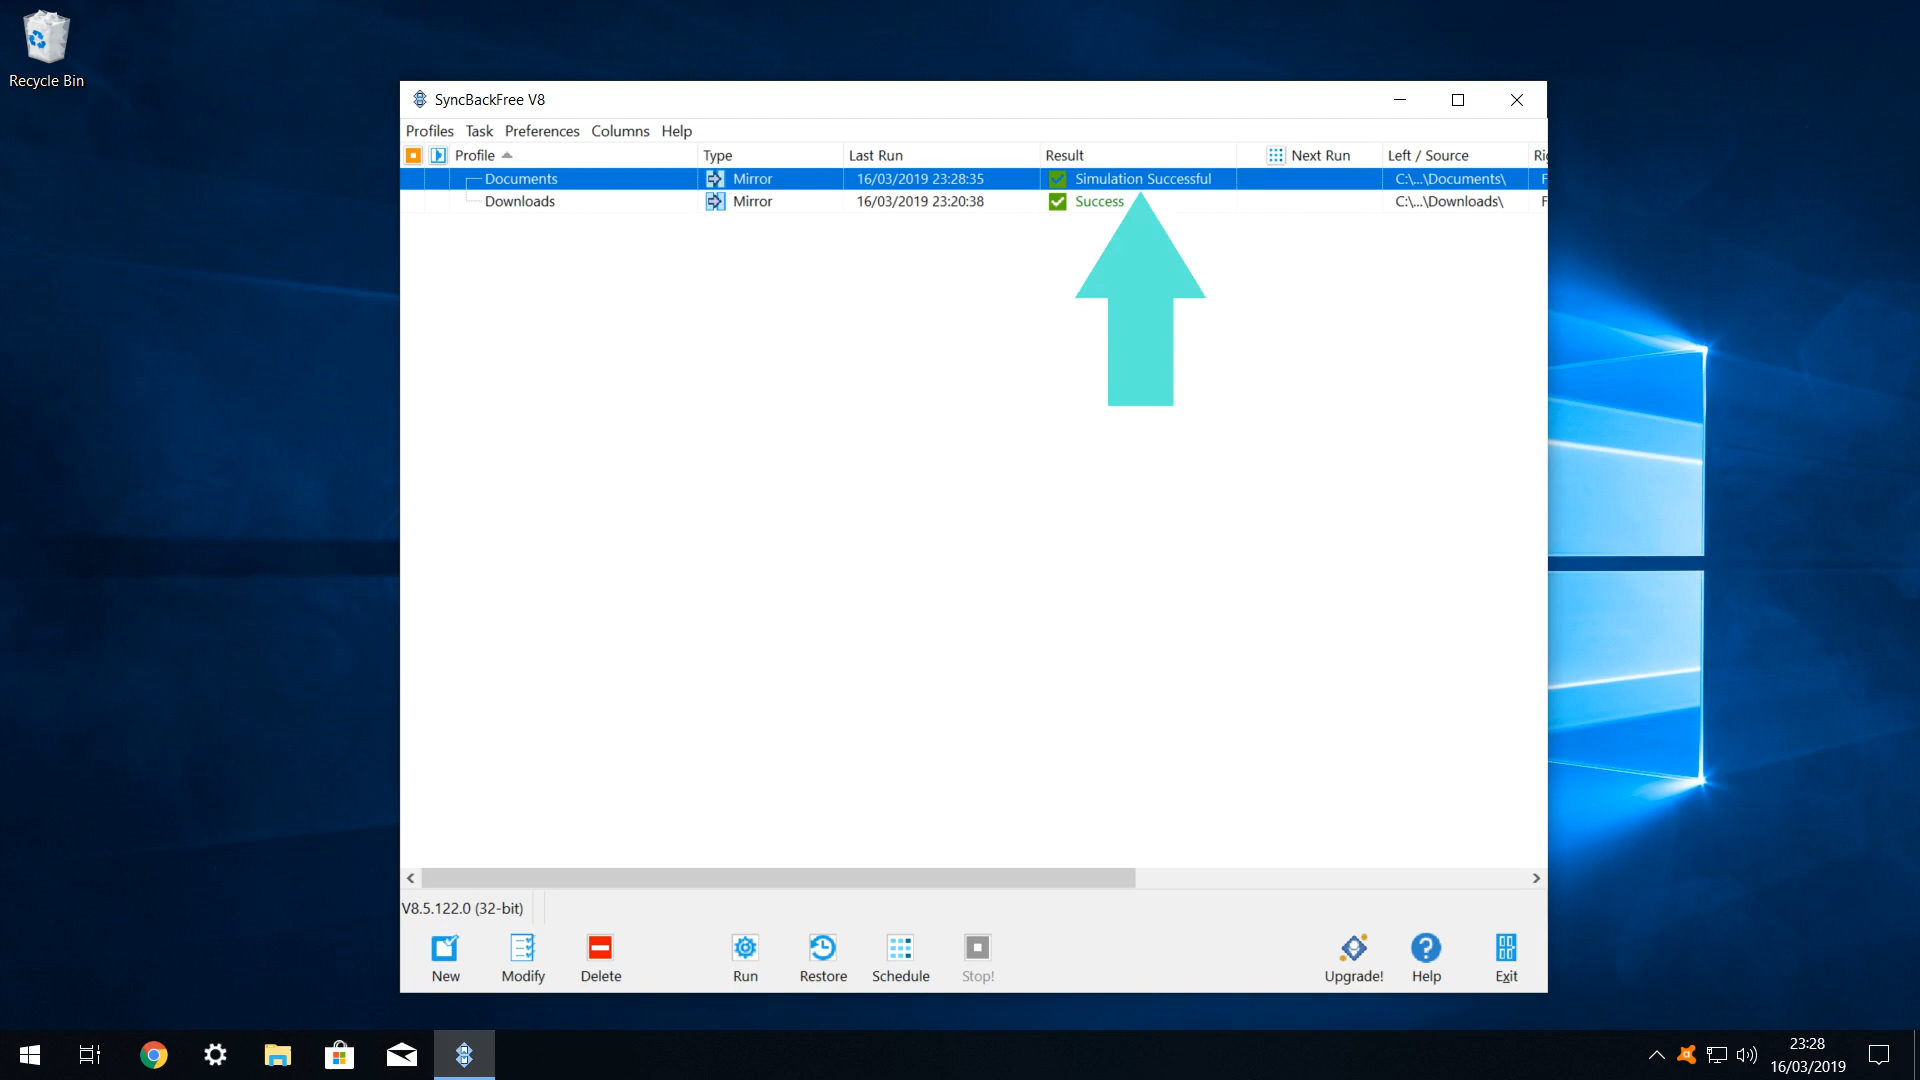 Recycle Bin
SyncBackFree V8
Profiles Task Preferences Columns Help
Profile Type Last Run Result Next Run Left / Source
Documents Mirror 16/03/2019 23:28:35 Simulation Successful C:\...\Documents\ F
Downloads Mirror 16/03/2019 23:20:38 Success C:\...\Downloads\ F
V8.5.122.0 (32-bit)
New Modify Delete Run Restore Schedule Stop! Upgrade! Help Exit
23:28
16/03/2019